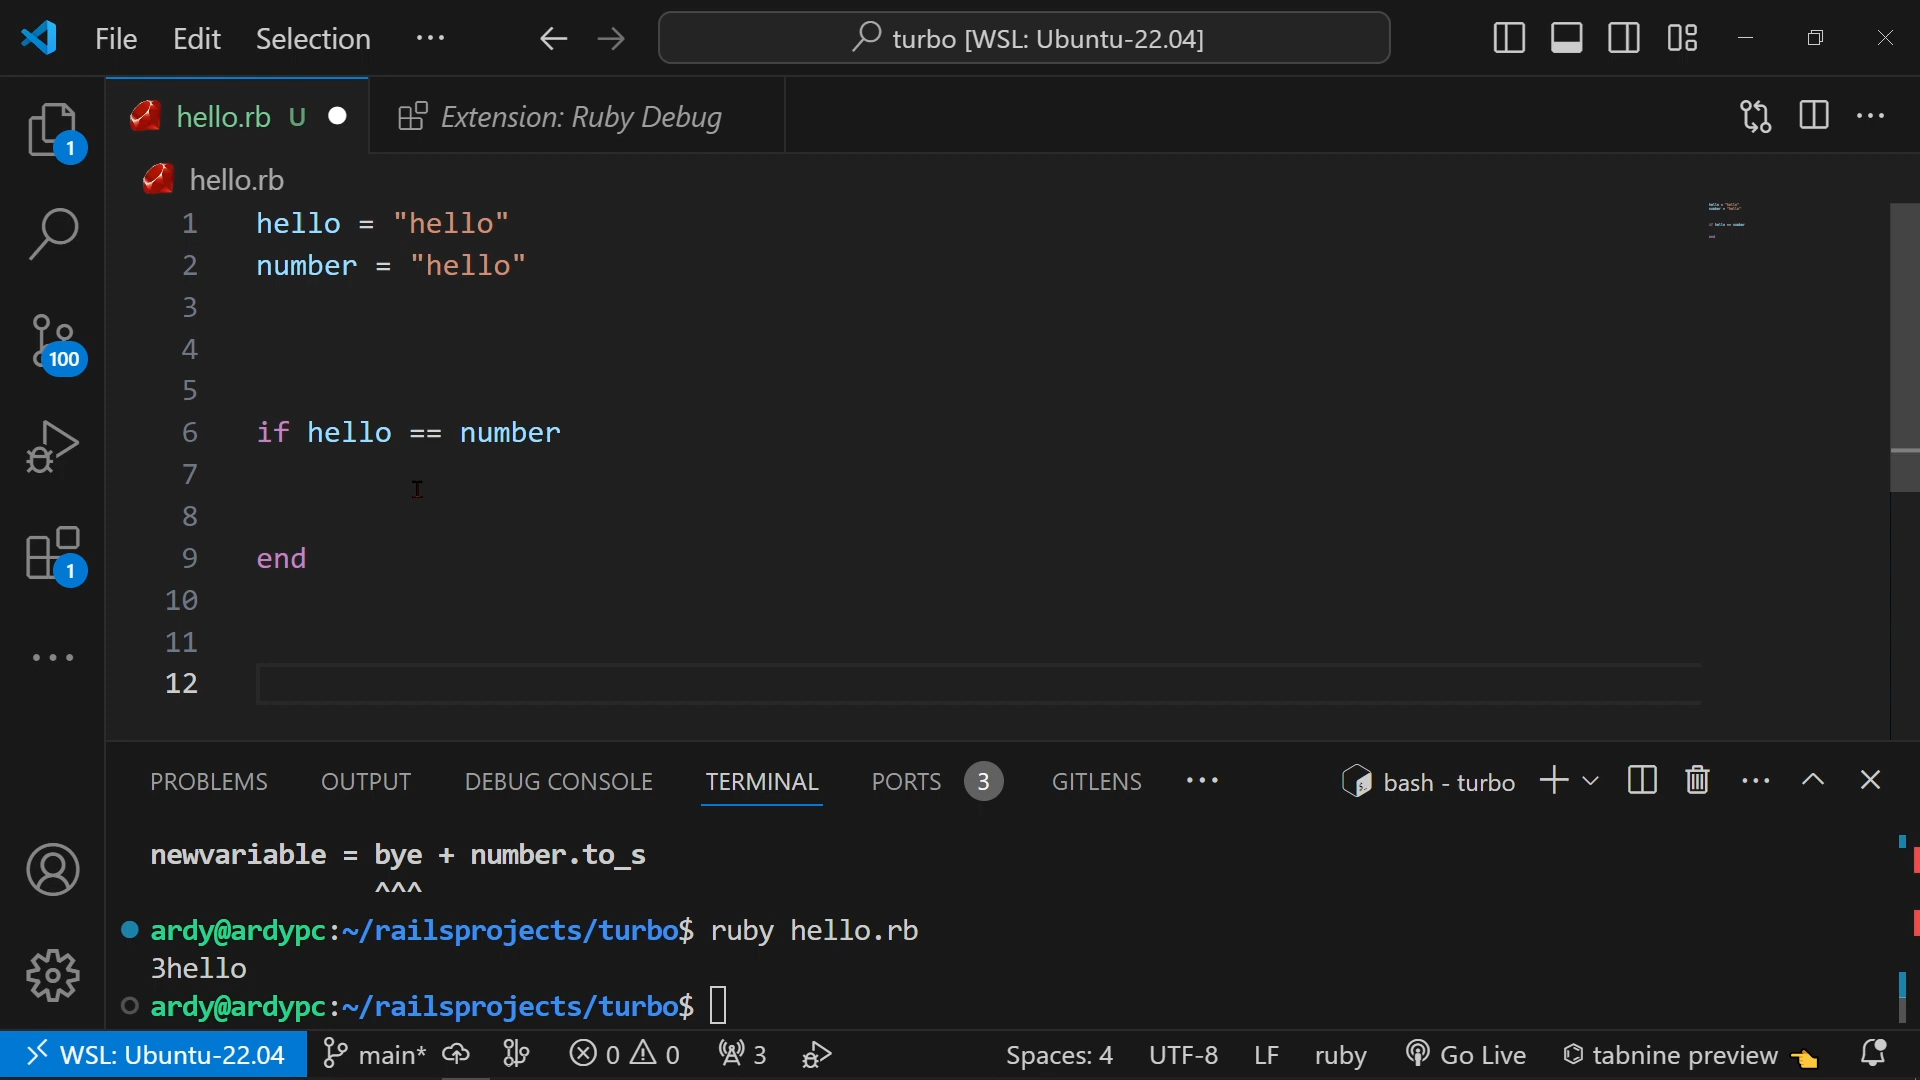 File Edit Selection ··· turbo [WSL: Ubuntu-22.04]
hello.rb U Extension: Ruby Debug
hello.rb
1 hello = "hello"
2 number = "hello"
3
4
5
6 if hello == number
7
8
9 end
10
11
12
1
100
1
PROBLEMS OUTPUT DEBUG CONSOLE TERMINAL PORTS 3 GITLENS ··· bash - turbo
newvariable = bye + number.to_s
^^^
ardy@ardypc:~/railsprojects/turbo$ ruby hello.rb
3hello
ardy@ardypc:~/railsprojects/turbo$
WSL: Ubuntu-22.04 main* 0 0 3 Spaces: 4 UTF-8 LF ruby Go Live tabnine preview